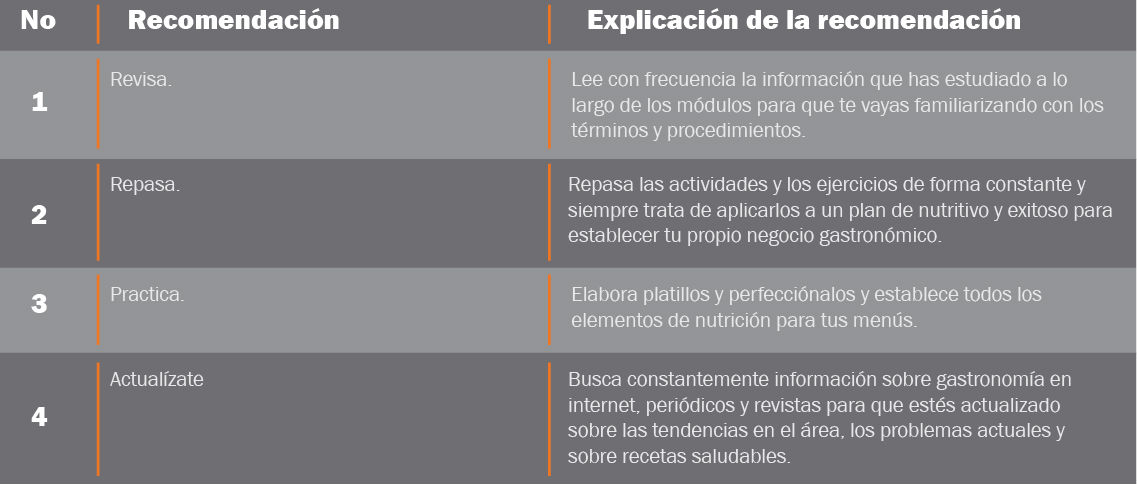 No Recomendación Explicación de la recomendación
1 Revisa. Lee con frecuencia la información que has estudiado a lo
largo de los módulos para que te vayas familiarizando con los
términos y procedimientos.
2 Repasa. Repasa las actividades y los ejercicios de forma constante y
siempre trata de aplicarlos a un plan de nutritivo y exitoso para
establecer tu propio negocio gastronómico.
3 Practica. Elabora platillos y perfecciónalos y establece todos los
elementos de nutrición para tus menús.
4 Actualízate Busca constantemente información sobre gastronomía en
internet, periódicos y revistas para que estés actualizado
sobre las tendencias en el área, los problemas actuales y
sobre recetas saludables.